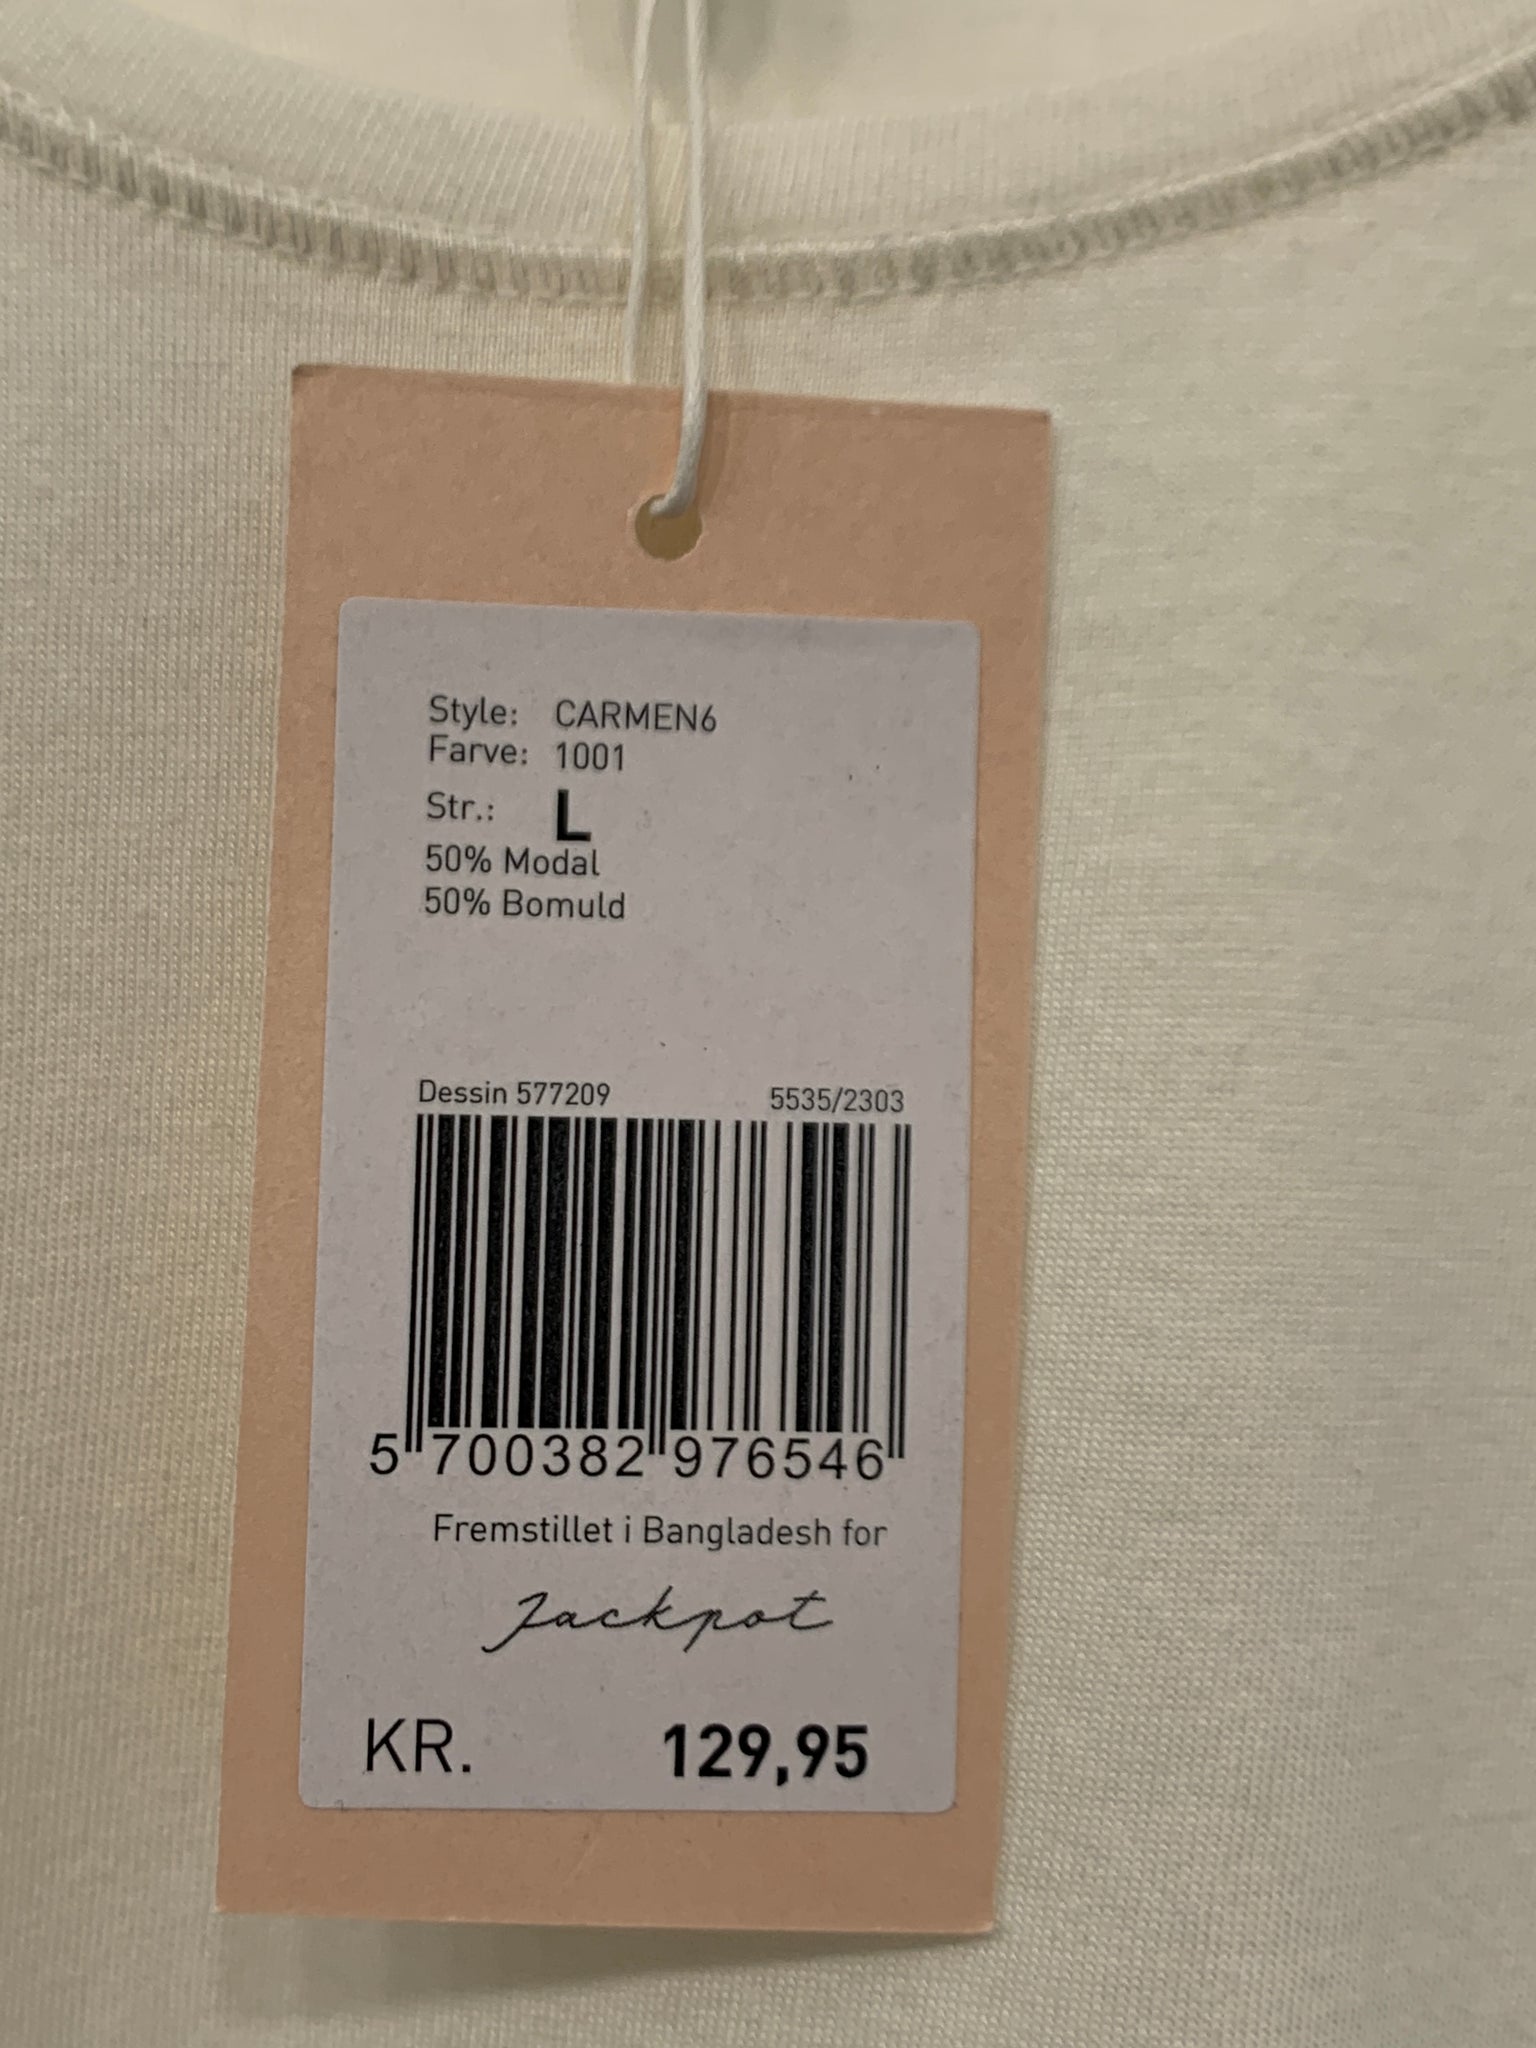 Style: CARMEN6
Farve: 1001
Str.: L
50% Modal
50% Bomuld
Dessin 577209 5535/2303
5 700382 976546
Fremstillet i Bangladesh for
Jackpot
KR. 129,95